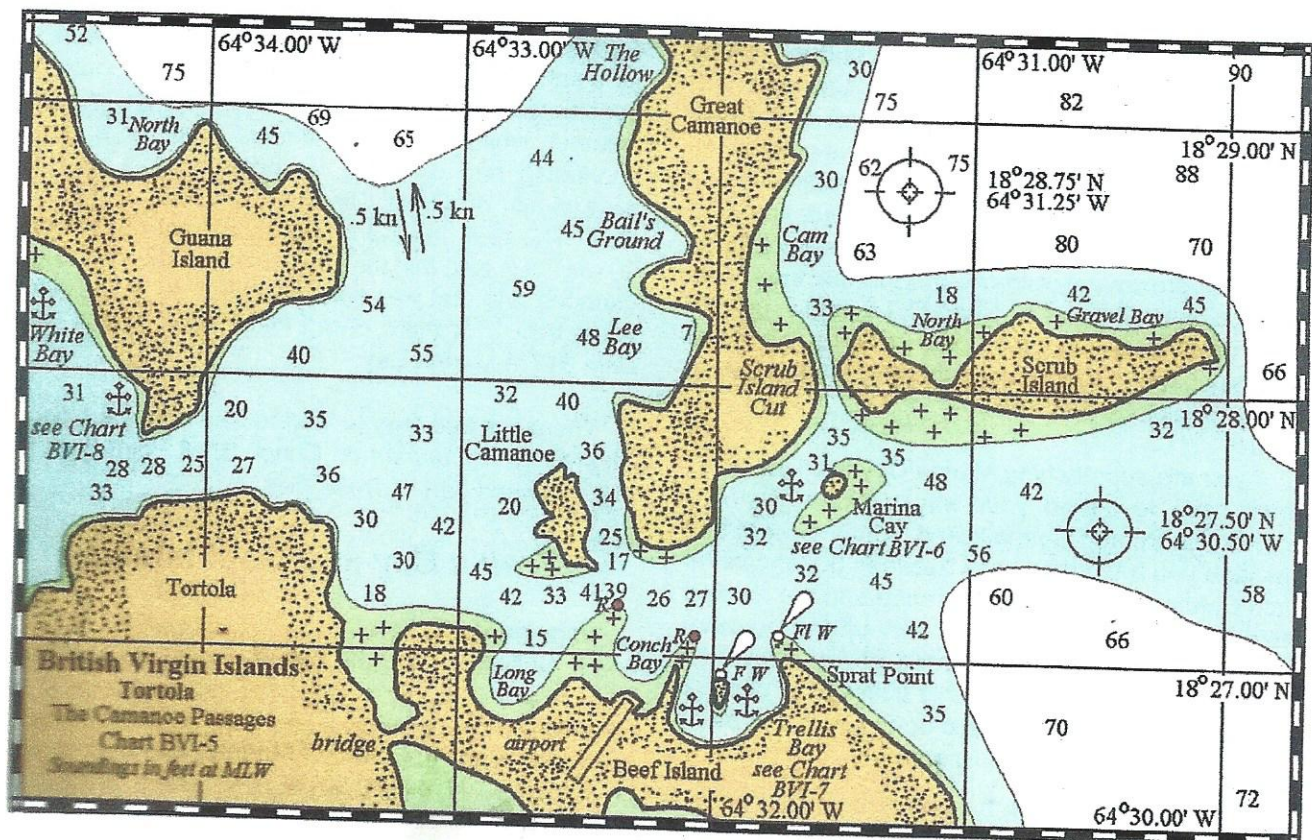 52
64°34.00' W
64°33.00' W
The
Hollow
30
64°31.00' W
90
75
75
82
31
North
Bay
45
69
65
44
Great
Camanoe
18°29.00' N
30
62
75
18°28.75' N
64°31.25' W
88
.5 kn
.5 kn
45
Bail's
Ground
Cam
Bay
63
80
70
Guana
Island
54
59
33
18
42
45
North
Bay
Gravel Bay
White
Bay
40
55
48
Lee
Bay
7
Scrub
Island
Cut
Scrub
Island
66
31
20
35
33
32
40
18°28.00' N
see Chart
BVI-8
Little
Camanoe
36
35
32
28
28
25
27
36
31
35
33
47
20
34
30
48
42
Marina
Cay
see Chart BVI-6
18°27.50' N
64°30.50' W
30
42
25
32
56
30
45
17
32
45
58
Tortola
18
42
33
41
39
26
27
30
60
R
R
Fl W
42
66
15
Conch
Bay
British Virgin Islands
Tortola
The Camanoe Passages
Chart BVI-5
Soundings in feet at MLW
Long
Bay
F W
Sprat Point
18°27.00' N
35
70
bridge
airport
Beef Island
Trellis
Bay
see Chart
BVI-7
64°32.00' W
64°30.00' W
72